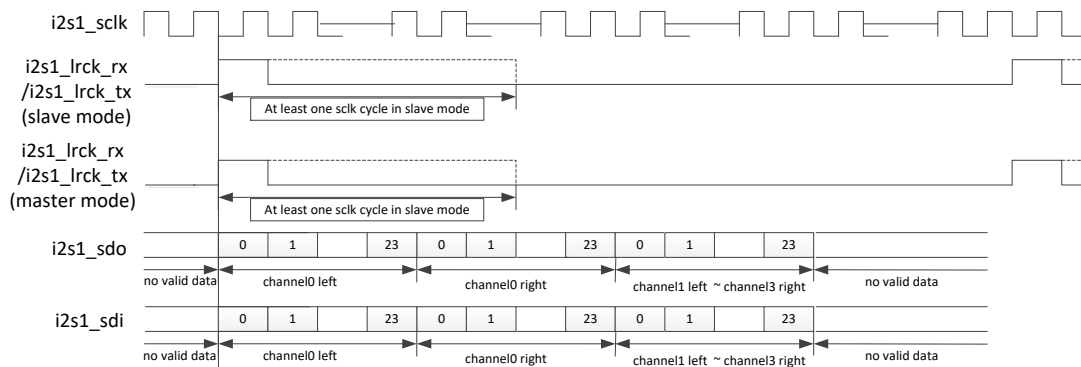 i2s1_sclk
i2s1_lrck_rx
/i2s1_lrck_tx
(slave mode)
At least one sclk cycle in slave mode
i2s1_lrck_rx
/i2s1_lrck_tx
(master mode)
At least one sclk cycle in slave mode
i2s1_sdo
0 1 23 0 1 23 0 1 23
no valid data channel0 left channel0 right channel1 left ~ channel3 right no valid data
i2s1_sdi
0 1 23 0 1 23 0 1 23
no valid data channel0 left channel0 right channel1 left ~ channel3 right no valid data